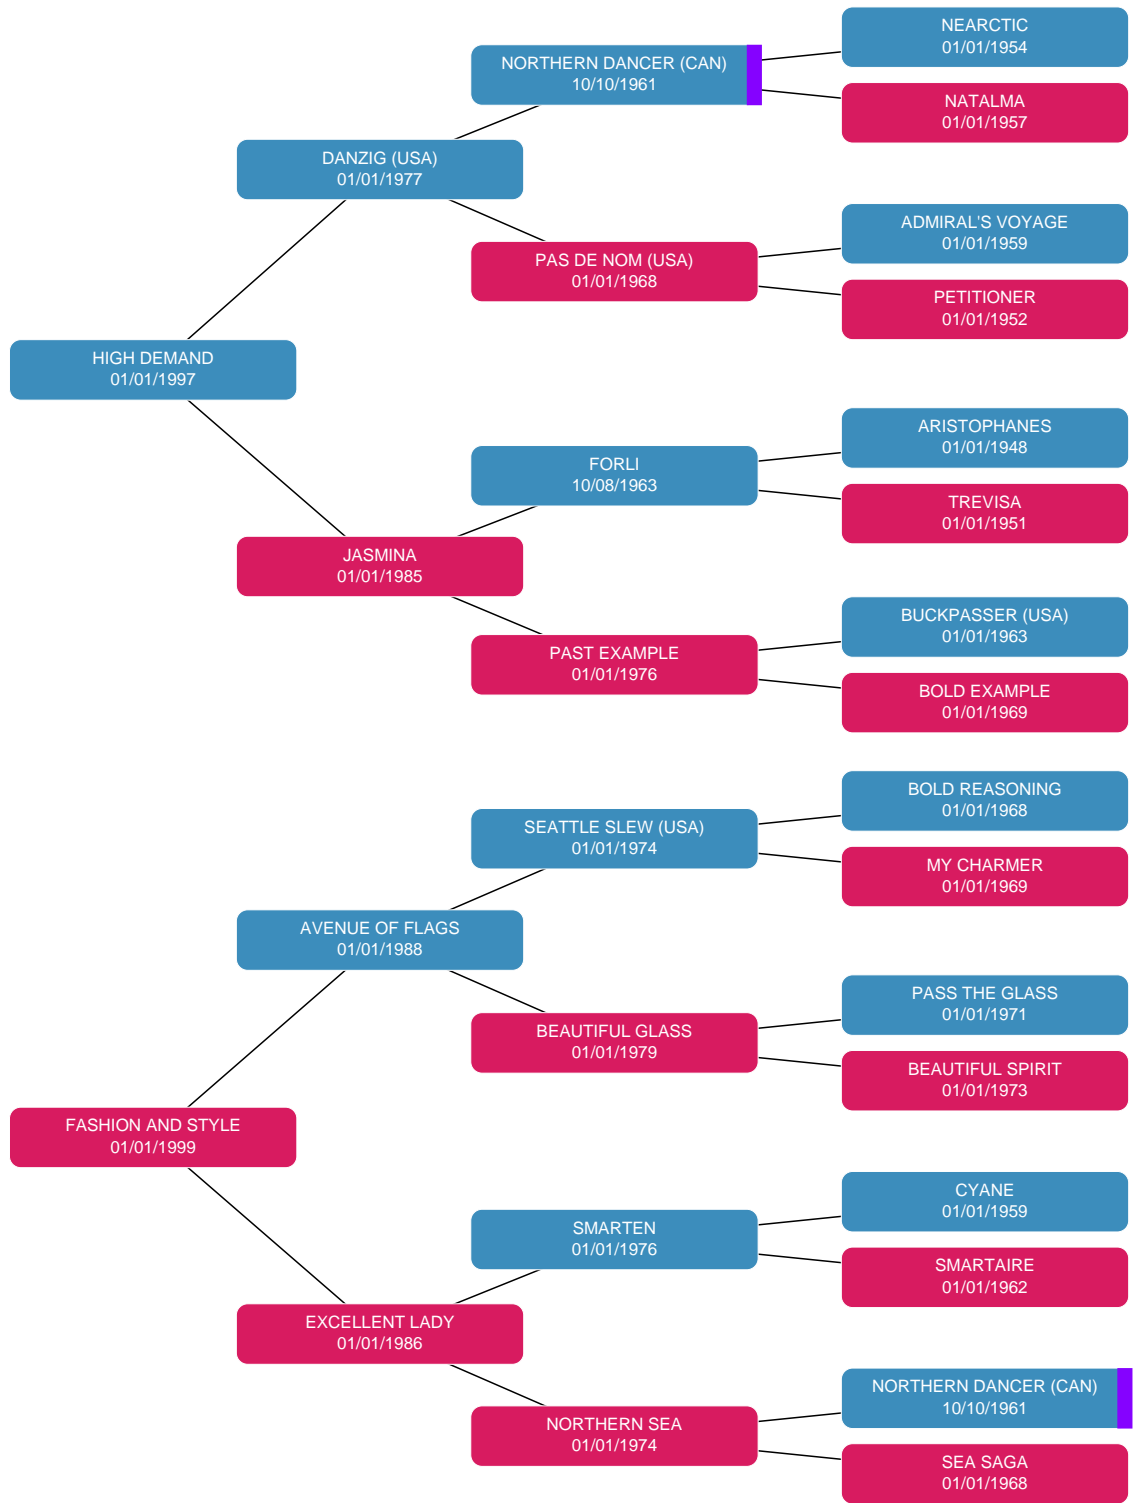 NEARCTIC
01/01/1954
NORTHERN DANCER (CAN)
10/10/1961
NATALMA
01/01/1957
DANZIG (USA)
01/01/1977
ADMIRAL'S VOYAGE
01/01/1959
PAS DE NOM (USA)
01/01/1968
PETITIONER
01/01/1952
HIGH DEMAND
01/01/1997
ARISTOPHANES
01/01/1948
FORLI
10/08/1963
TREVISA
01/01/1951
JASMINA
01/01/1985
BUCKPASSER (USA)
01/01/1963
PAST EXAMPLE
01/01/1976
BOLD EXAMPLE
01/01/1969
BOLD REASONING
01/01/1968
SEATTLE SLEW (USA)
01/01/1974
MY CHARMER
01/01/1969
AVENUE OF FLAGS
01/01/1988
PASS THE GLASS
01/01/1971
BEAUTIFUL GLASS
01/01/1979
BEAUTIFUL SPIRIT
01/01/1973
FASHION AND STYLE
01/01/1999
CYANE
01/01/1959
SMARTEN
01/01/1976
SMARTAIRE
01/01/1962
EXCELLENT LADY
01/01/1986
NORTHERN DANCER (CAN)
10/10/1961
NORTHERN SEA
01/01/1974
SEA SAGA
01/01/1968